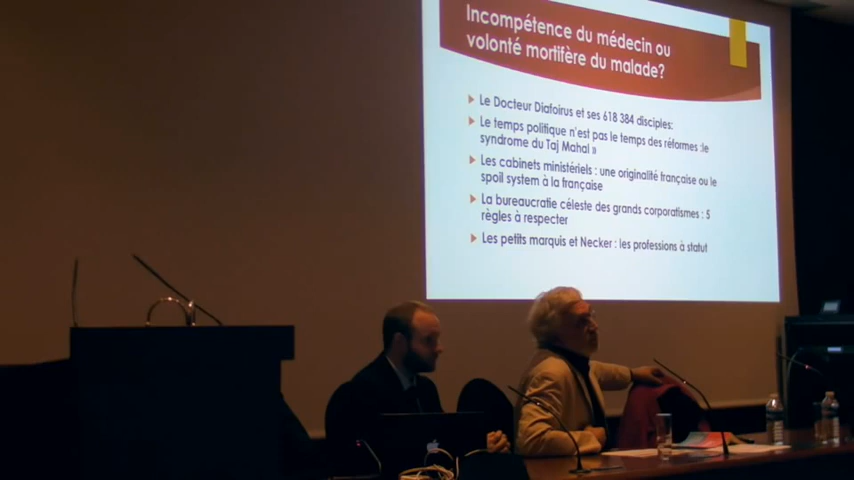 Incompétence du médecin ou
volonté mortifère du malade?
Le Docteur Diafoirus et ses 618 384 disciples:
Le temps politique n'est pas le temps des réformes :le
syndrome du Taj Mahal »
Les cabinets ministériels : une originalité française ou le
spoil system à la française
La bureaucratie céleste des grands corporatismes : 5
règles à respecter
Les petits marquis et Necker : les professions à statut